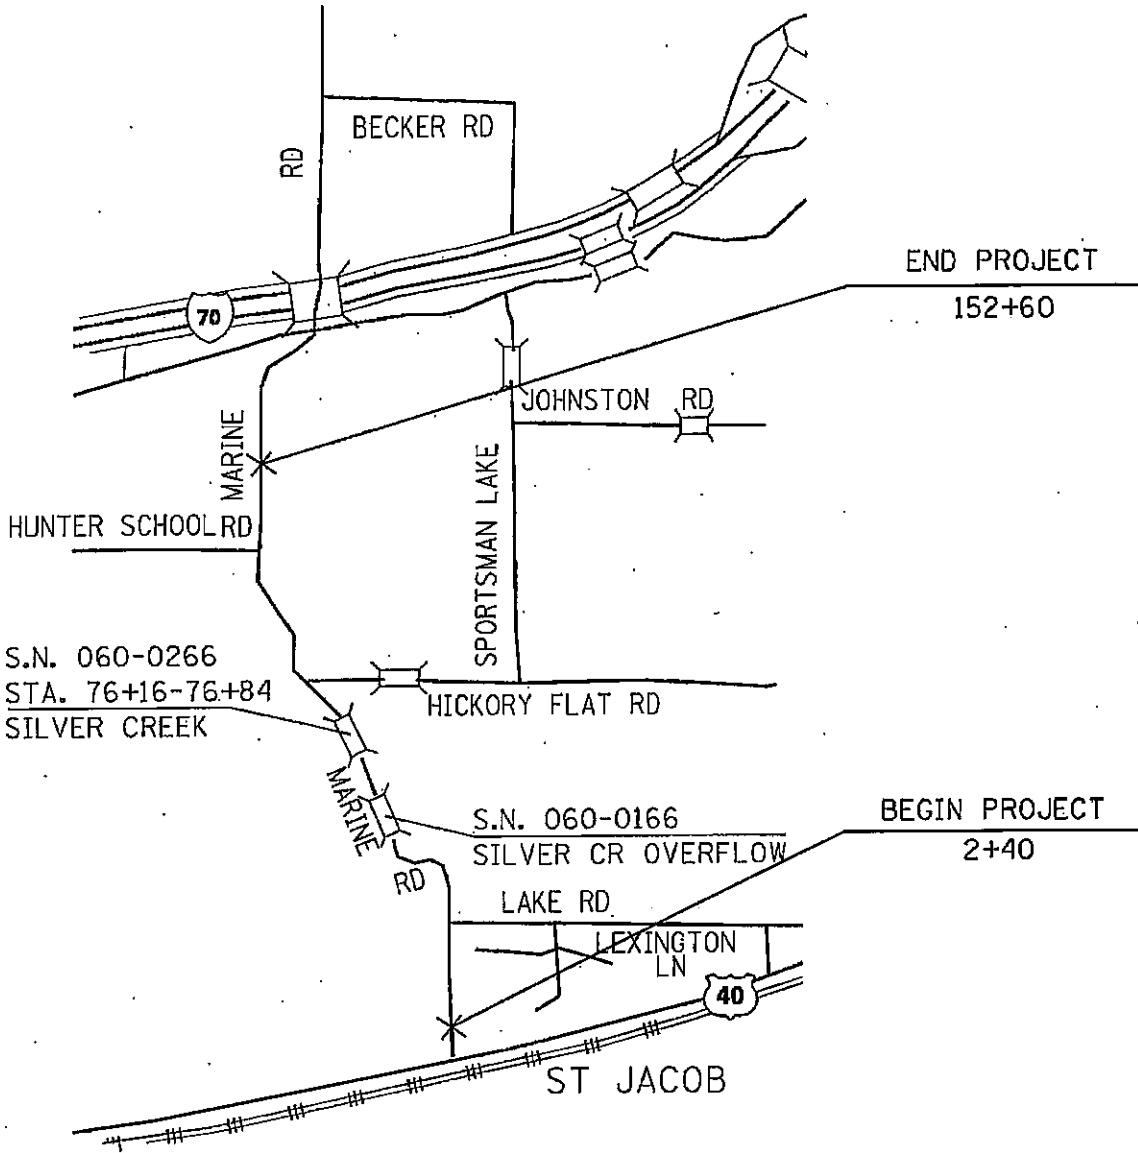 BECKER RD
RD
END PROJECT
152+60
70
JOHNSTON RD
MARINE
SPORTSMAN LAKE
HUNTER SCHOOL RD
S.N. 060-0266
STA. 76+16-76+84
SILVER CREEK
HICKORY FLAT RD
MARINE
RD
S.N. 060-0166
SILVER CR OVERFLOW
BEGIN PROJECT
2+40
LAKE RD
LEXINGTON
LN
40
ST JACOB